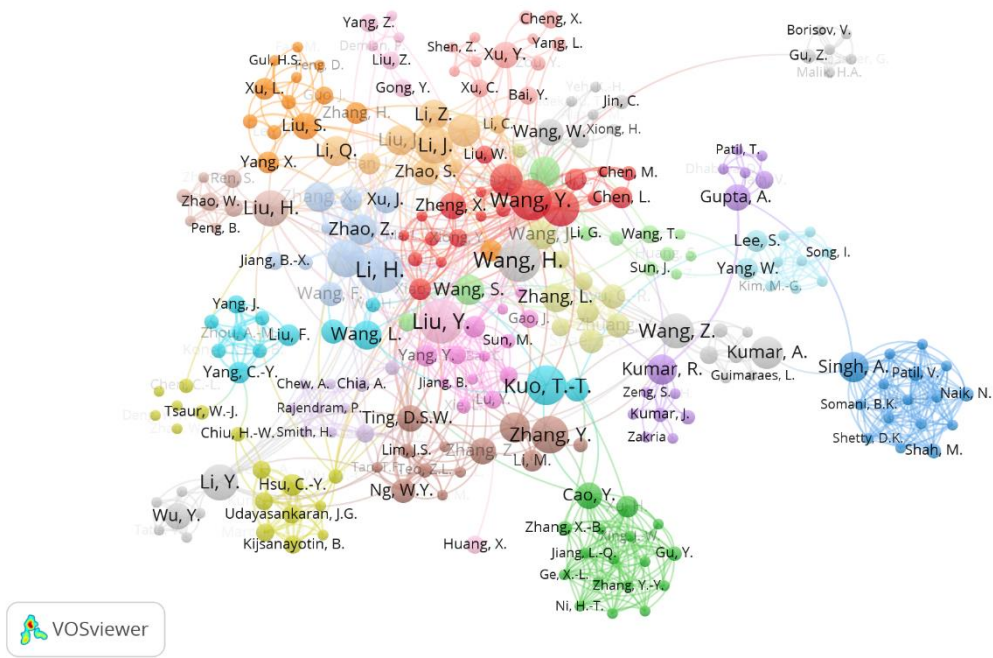 Yang, Z.
Cheng, X.
Borisov, V.
Shen, Z.
Yang, L.
Xu, Y.
Gu, Z.
Gui, H.S.
Liu, Z.
Xu, L.
Gong, Y.
Xu, C.
Bai, Y.
Jin, C.
Zhang, H.
Li, Z.
Li, C.
Liu, S.
Wang, W.
Xiong, H.
Li, Q.
Liu, J.
Li, J.
Liu, W.
Patil, T.
Yang, X.
Zhao, S.
Chen, M.
Ren, S.
Zhao, W.
Xu, J.
Zheng, X.
Wang, Y.
Chen, L.
Gupta, A.
Liu, H.
Peng, B.
Zhao, Z.
Wang, J.
Li, G.
Wang, T.
Lee, S.
Song, I.
Jiang, B.-X.
Li, H.
Wang, H.
Sun, J.
Yang, W.
Kim, M.-G.
Wang, F.
Wang, S.
Zhang, L.
Yang, J.
Liu, Y.
Gao, J.
Zhuang
Liu, F.
Wang, L.
Sun, M.
Wang, Z.
Yang, Y.
Kumar, A.
Yang, C.-Y.
Jiang, B.
Kuo, T.-T.
Kumar, R.
Guimaraes, L.
Singh, A.
Patil, V.
Chew, A.
Chia, A.
Zeng, S.
Naik, N.
Tsaur, W.-J.
Rajendram, P.
Ting, D.S.W.
Kumar, J.
Somani, B.K.
Chiu, H.-W.
Smith, H.
Zhang, Y.
Zakria
Shetty, D.K.
Lim, J.S.
Zhang, Z.
Li, M.
Shah, M.
Teo, Z.L.
Li, Y.
Hsu, C.-Y.
Ng, W.Y.
Cao, Y.
Wu, Y.
Udayasankaran, J.G.
Zhang, X.-B.
Kijsanayotin, B.
Huang, X.
Jiang, L.-Q.
Gu, Y.
Ge, X.-L.
Zhang, Y.-Y.
Ni, H.-T.
VOSviewer